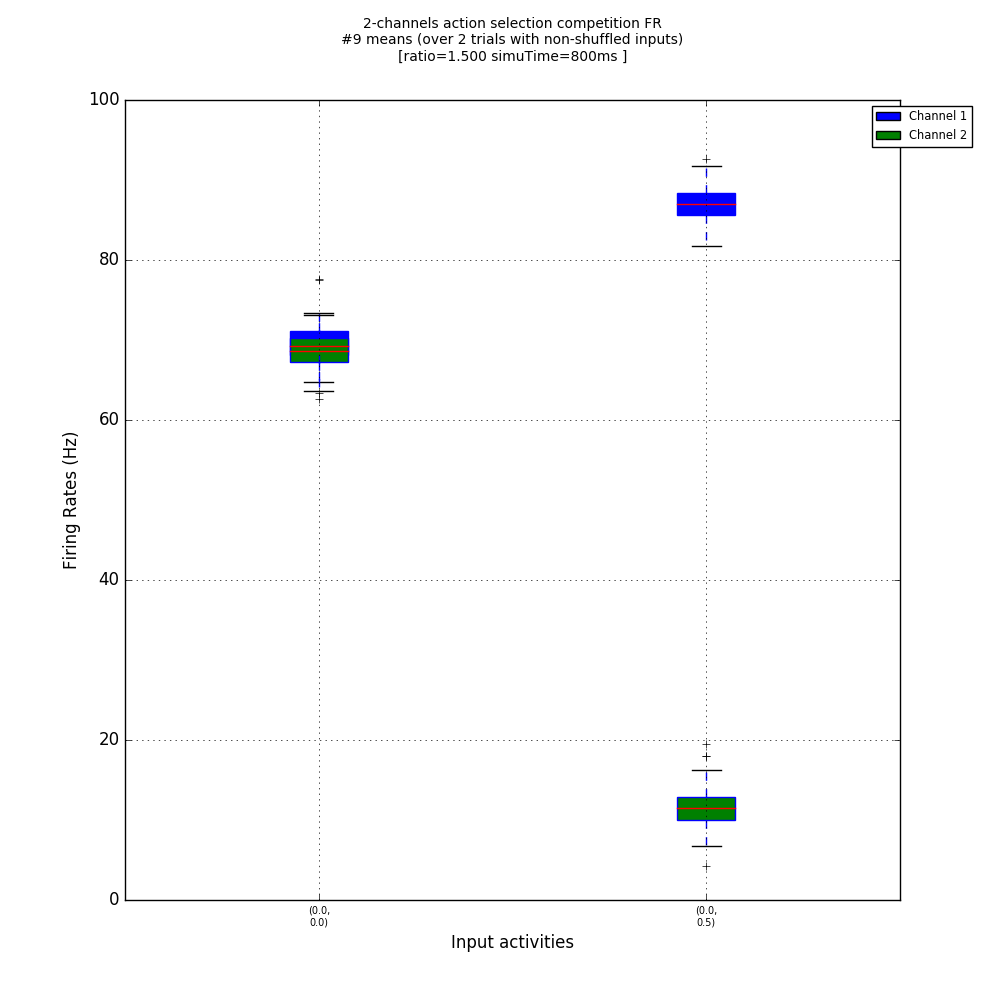 2-channels action selection competition FR
#9 means (over 2 trials with non-shuffled inputs)
[ratio=1.500 simuTime=800ms ]
Channel 1
Channel 2
100
80
60
40
20
0
Firing Rates (Hz)
(0.0,
0.0)
(0.0,
0.5)
Input activities